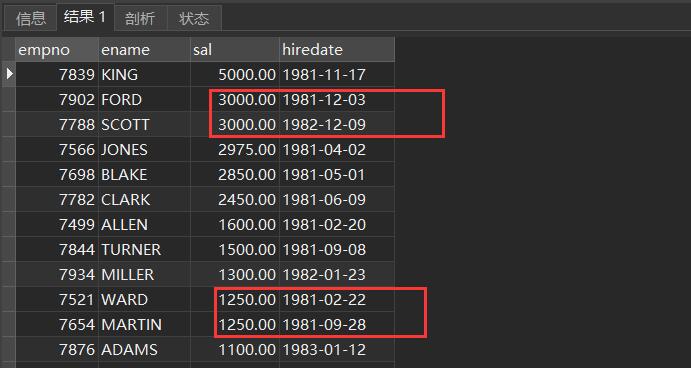 信息 结果 1 剖析 状态
empno ename sal hiredate
7839 KING 5000.00 1981-11-17
7902 FORD 3000.00 1981-12-03
7788 SCOTT 3000.00 1982-12-09
7566 JONES 2975.00 1981-04-02
7698 BLAKE 2850.00 1981-05-01
7782 CLARK 2450.00 1981-06-09
7499 ALLEN 1600.00 1981-02-20
7844 TURNER 1500.00 1981-09-08
7934 MILLER 1300.00 1982-01-23
7521 WARD 1250.00 1981-02-22
7654 MARTIN 1250.00 1981-09-28
7876 ADAMS 1100.00 1983-01-12